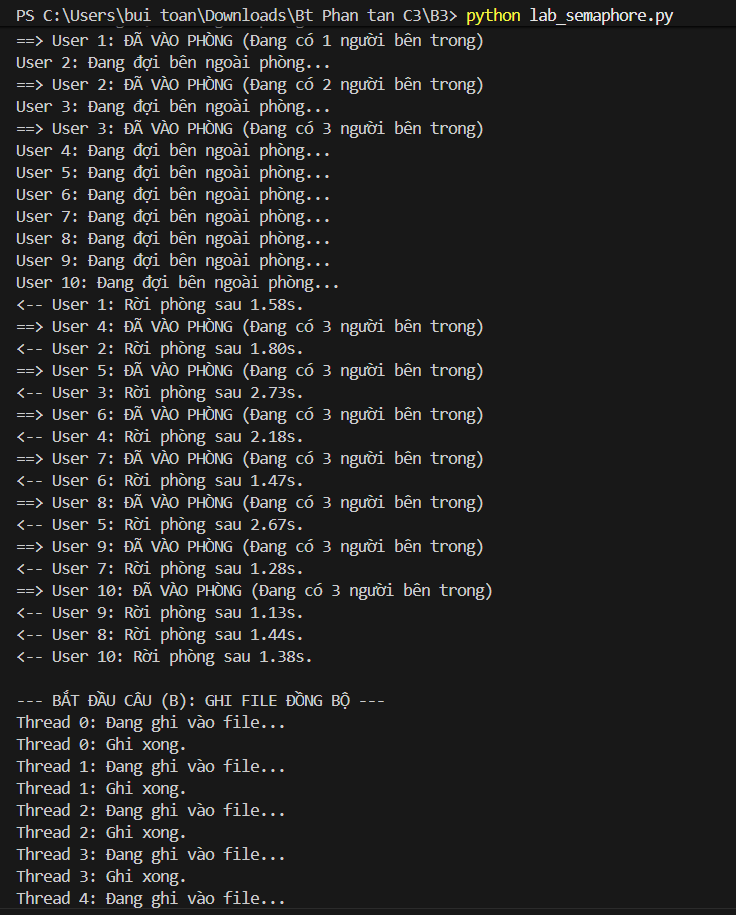 PS C:\Users\bui toan\Downloads\Bt Phan tan C3\B3> python lab_semaphore.py
==> User 1: ĐÃ VÀO PHÒNG (Đang có 1 người bên trong)
User 2: Đang đợi bên ngoài phòng...
==> User 2: ĐÃ VÀO PHÒNG (Đang có 2 người bên trong)
User 3: Đang đợi bên ngoài phòng...
==> User 3: ĐÃ VÀO PHÒNG (Đang có 3 người bên trong)
User 4: Đang đợi bên ngoài phòng...
User 5: Đang đợi bên ngoài phòng...
User 6: Đang đợi bên ngoài phòng...
User 7: Đang đợi bên ngoài phòng...
User 8: Đang đợi bên ngoài phòng...
User 9: Đang đợi bên ngoài phòng...
User 10: Đang đợi bên ngoài phòng...
<-- User 1: Rời phòng sau 1.58s.
==> User 4: ĐÃ VÀO PHÒNG (Đang có 3 người bên trong)
<-- User 2: Rời phòng sau 1.80s.
==> User 5: ĐÃ VÀO PHÒNG (Đang có 3 người bên trong)
<-- User 3: Rời phòng sau 2.73s.
==> User 6: ĐÃ VÀO PHÒNG (Đang có 3 người bên trong)
<-- User 4: Rời phòng sau 2.18s.
==> User 7: ĐÃ VÀO PHÒNG (Đang có 3 người bên trong)
<-- User 6: Rời phòng sau 1.47s.
==> User 8: ĐÃ VÀO PHÒNG (Đang có 3 người bên trong)
<-- User 5: Rời phòng sau 2.67s.
==> User 9: ĐÃ VÀO PHÒNG (Đang có 3 người bên trong)
<-- User 7: Rời phòng sau 1.28s.
==> User 10: ĐÃ VÀO PHÒNG (Đang có 3 người bên trong)
<-- User 9: Rời phòng sau 1.13s.
<-- User 8: Rời phòng sau 1.44s.
<-- User 10: Rời phòng sau 1.38s.

--- BẮT ĐẦU CÂU (B): GHI FILE ĐỒNG BỘ ---
Thread 0: Đang ghi vào file...
Thread 0: Ghi xong.
Thread 1: Đang ghi vào file...
Thread 1: Ghi xong.
Thread 2: Đang ghi vào file...
Thread 2: Ghi xong.
Thread 3: Đang ghi vào file...
Thread 3: Ghi xong.
Thread 4: Đang ghi vào file...